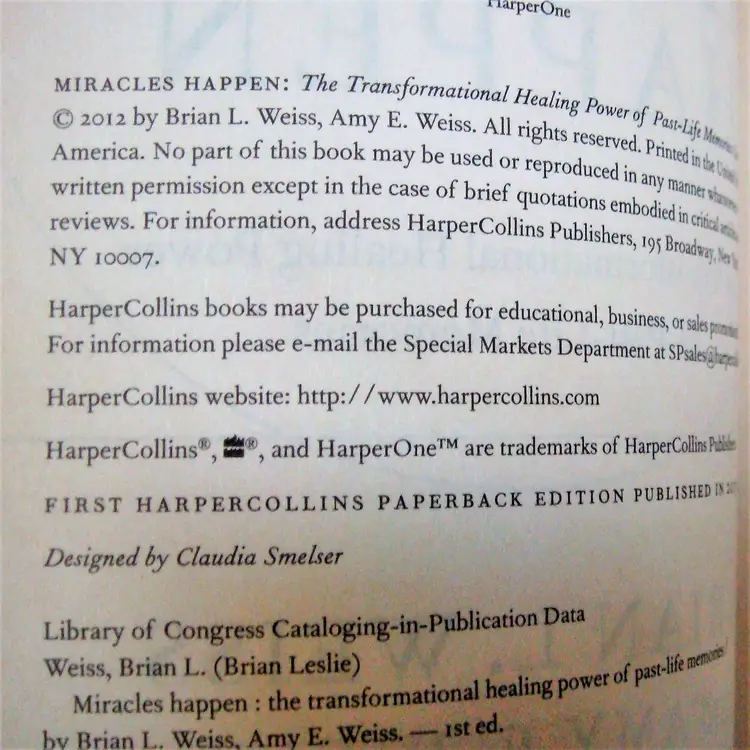 HarperOne
MIRACLES HAPPEN: The Transformational Healing Power of Past-Life
© 2012 by Brian L. Weiss, Amy E. Weiss. All rights reserved. Printed in the
America. No part of this book may be used or reproduced in any manner
written permission except in the case of brief quotations embodied in critical
reviews. For information, address HarperCollins Publishers, 195 Broadway, New
NY 10007.
HarperCollins books may be purchased for educational, business, or sales
For information please e-mail the Special Markets Department at
HarperCollins website: http://www.harpercollins.com
HarperCollins®, ®, and HarperOne™ are trademarks of HarperCollins
FIRST HARPERCOLLINS PAPERBACK EDITION PUBLISHED IN
Designed by Claudia Smelser
Library of Congress Cataloging-in-Publication Data
Weiss, Brian L. (Brian Leslie)
Miracles happen : the transformational healing power of past-life memories
by Brian L. Weiss, Amy E. Weiss. — 1st ed.